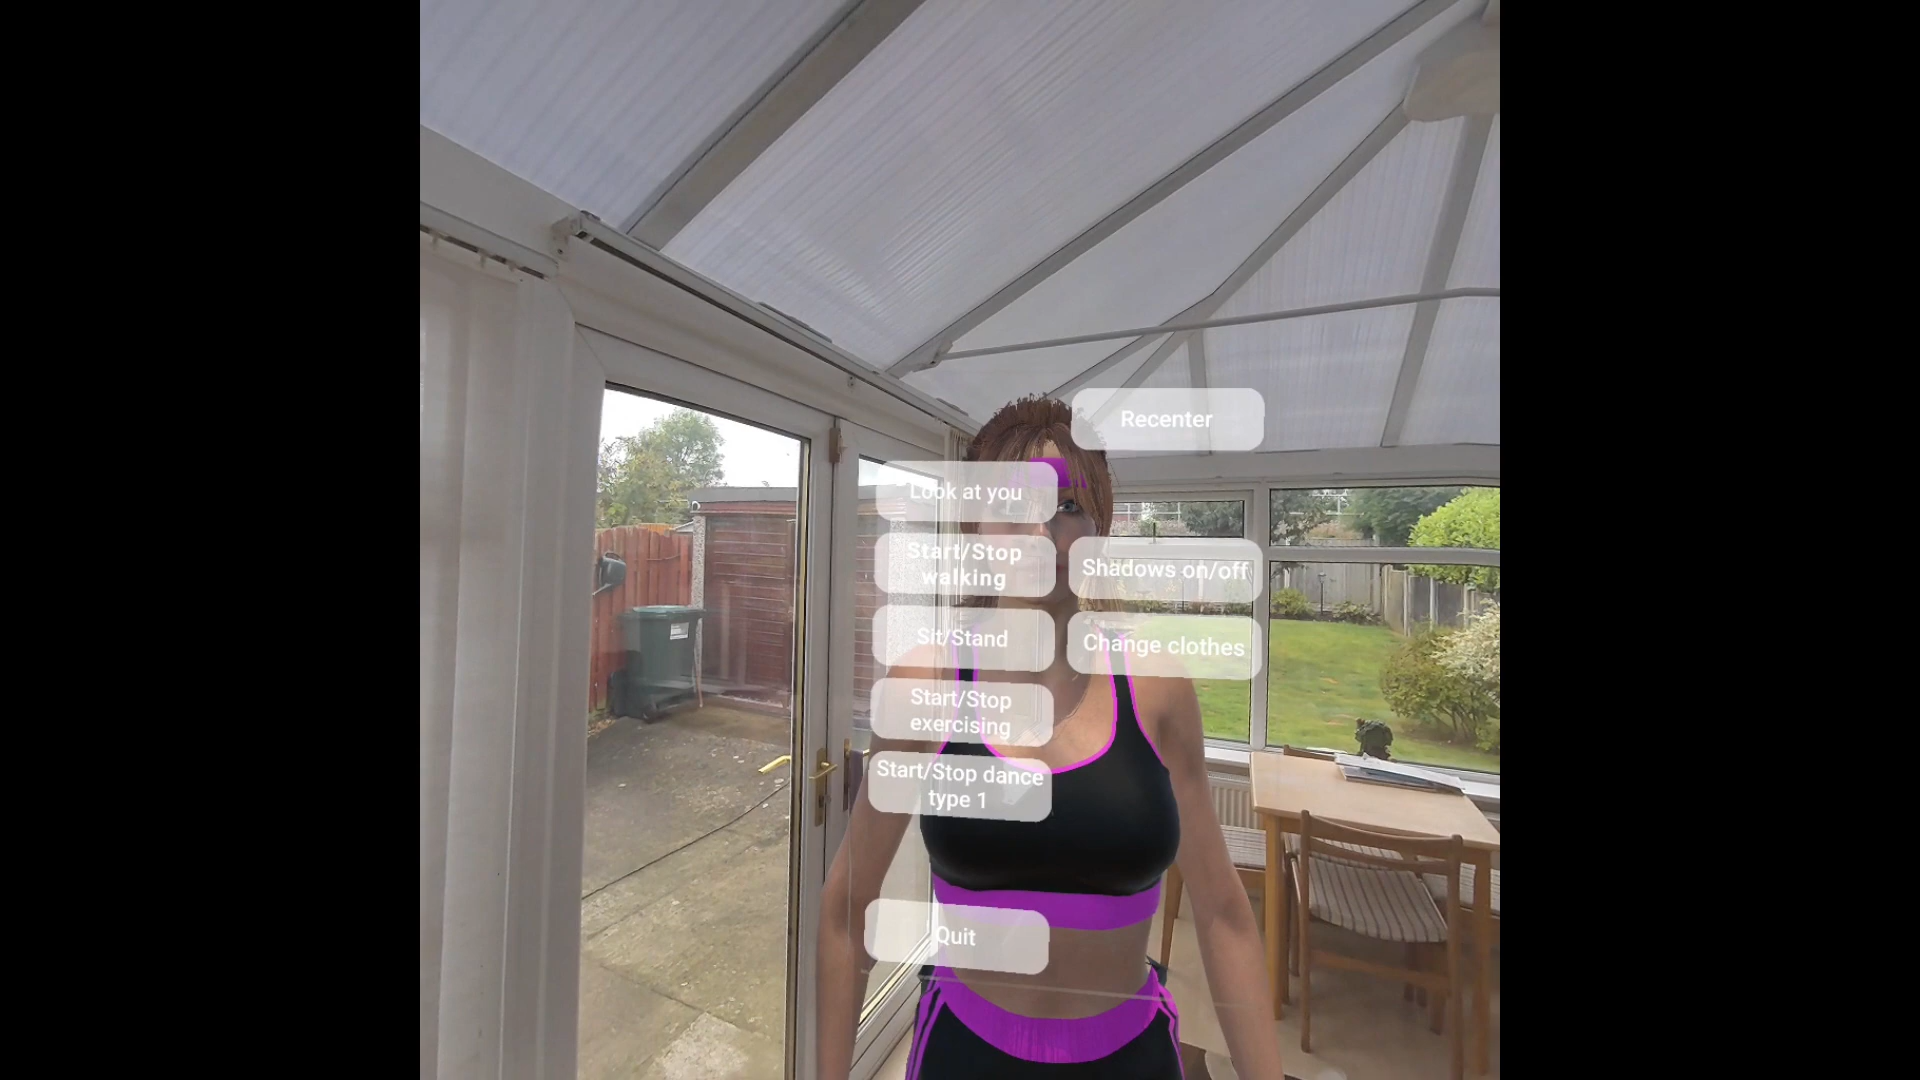 Recenter
Look at you
Start/Stop
walking
Shadows on/off
Sit/Stand
Change clothes
Start/Stop
exercising
Start/Stop dance
type 1
Quit